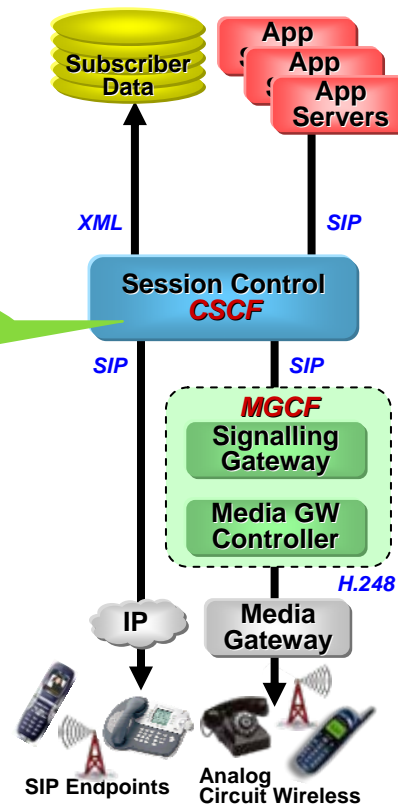 Subscriber
Data
App
S
App
S
App
Servers
XML
SIP
Session Control
CSCF
SIP
SIP
MGCF
Signalling
Gateway
Media GW
Controller
H.248
IP
Media
Gateway
SIP Endpoints
Analog
Circuit Wireless